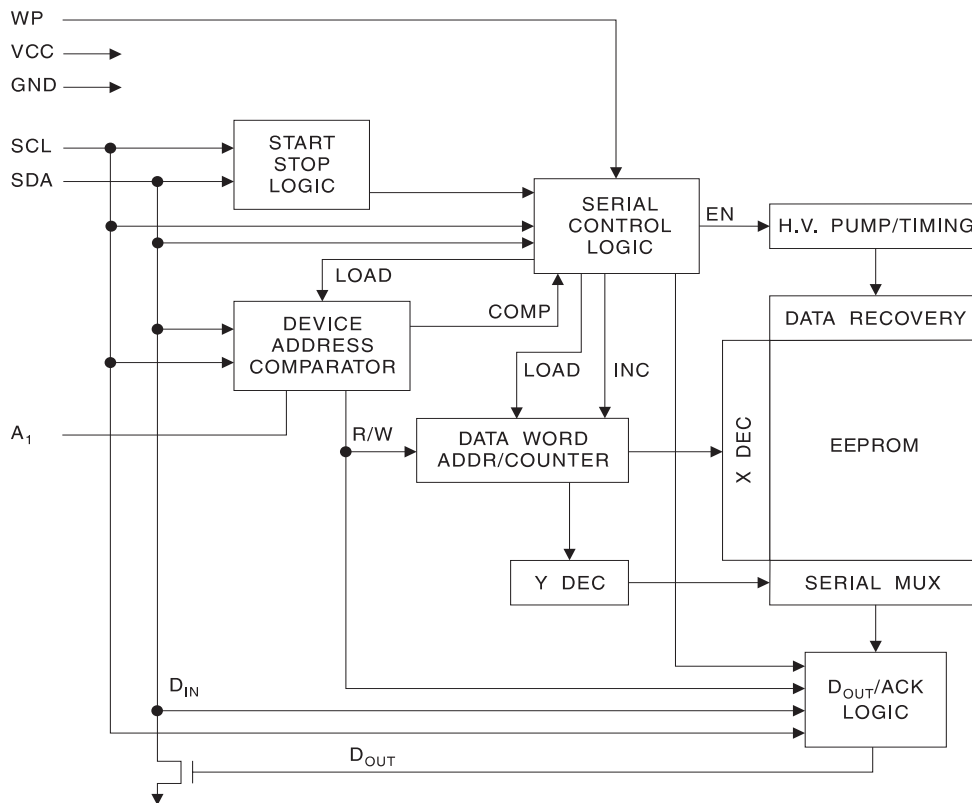 WP
VCC
GND
SCL
SDA
START
STOP
LOGIC
SERIAL
CONTROL
LOGIC
EN
H.V. PUMP/TIMING
LOAD
COMP
DEVICE
ADDRESS
COMPARATOR
DATA RECOVERY
LOAD
INC
A1
R/W
DATA WORD
ADDR/COUNTER
X DEC
EEPROM
Y DEC
SERIAL MUX
DIN
DOUT/ACK
LOGIC
DOUT